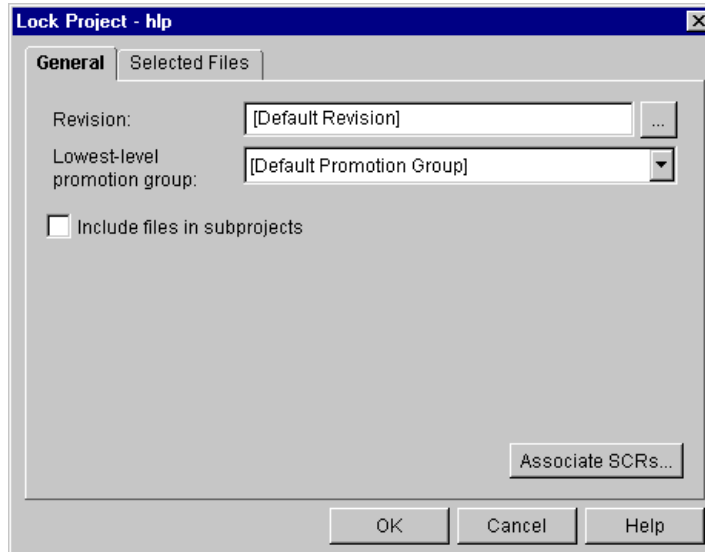 Lock Project - hlp
General
Selected Files
Revision:
[Default Revision]
...
Lowest-level
promotion group:
[Default Promotion Group]
Include files in subprojects
Associate SCRs...
OK
Cancel
Help